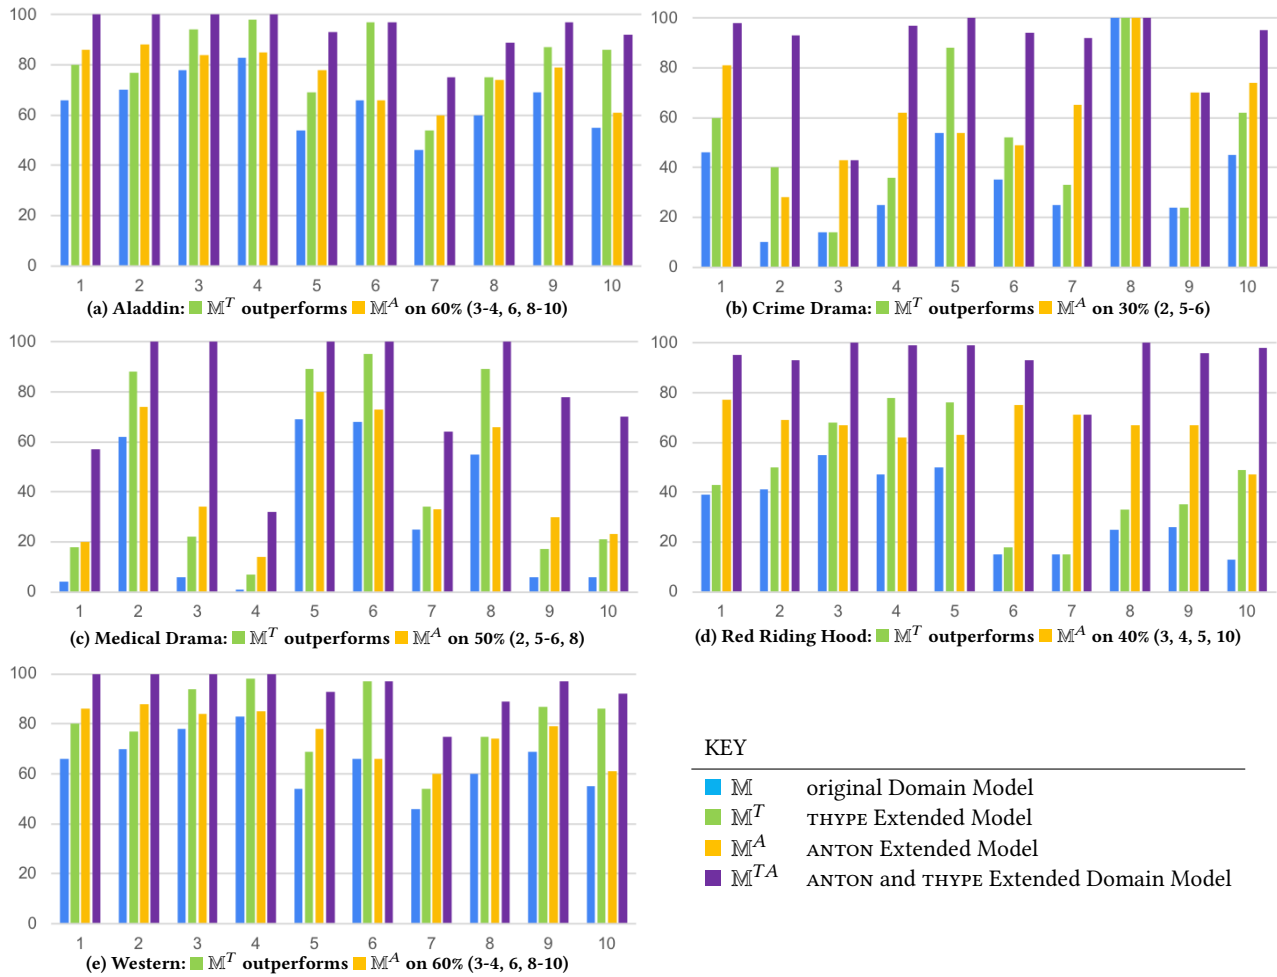 100
80
60
40
20
0
1 2 3 4 5 6 7 8 9 10
(a) Aladdin: 𝕄^T outperforms 𝕄^A on 60% (3-4, 6, 8-10)
100
80
60
40
20
0
1 2 3 4 5 6 7 8 9 10
(b) Crime Drama: 𝕄^T outperforms 𝕄^A on 30% (2, 5-6)
100
80
60
40
20
0
1 2 3 4 5 6 7 8 9 10
(c) Medical Drama: 𝕄^T outperforms 𝕄^A on 50% (2, 5-6, 8)
100
80
60
40
20
0
1 2 3 4 5 6 7 8 9 10
(d) Red Riding Hood: 𝕄^T outperforms 𝕄^A on 40% (3, 4, 5, 10)
100
80
60
40
20
0
1 2 3 4 5 6 7 8 9 10
(e) Western: 𝕄^T outperforms 𝕄^A on 60% (3-4, 6, 8-10)
KEY
𝕄 original Domain Model
𝕄^T THYPE Extended Model
𝕄^A ANTON Extended Model
𝕄^TA ANTON and THYPE Extended Domain Model